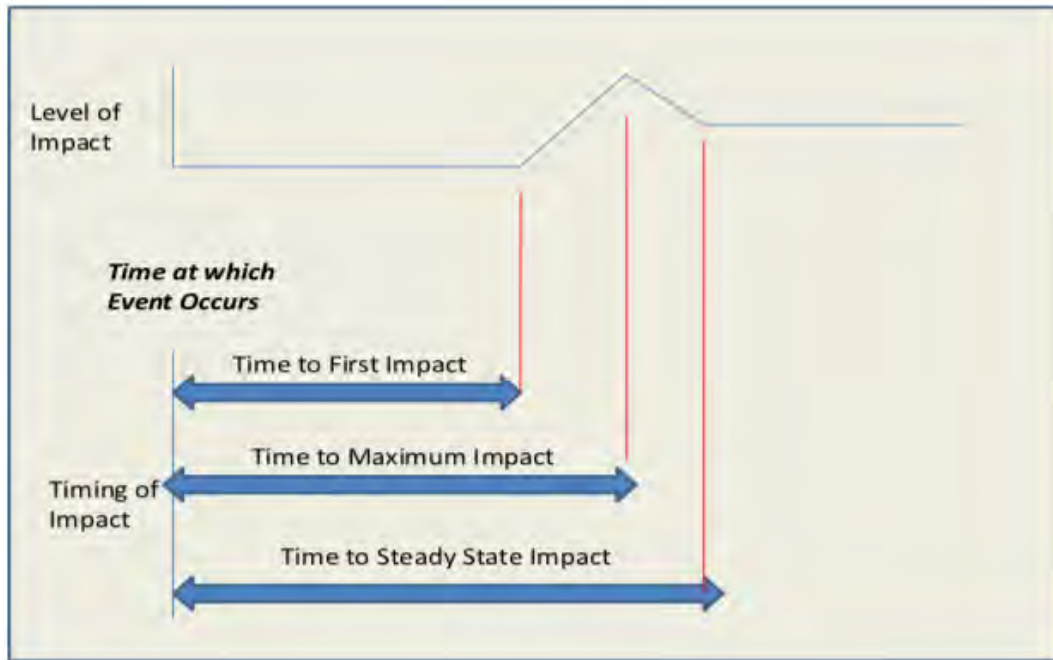 Level of
Impact
Time at which
Event Occurs
Time to First Impact
Time to Maximum Impact
Timing of
Impact
Time to Steady State Impact